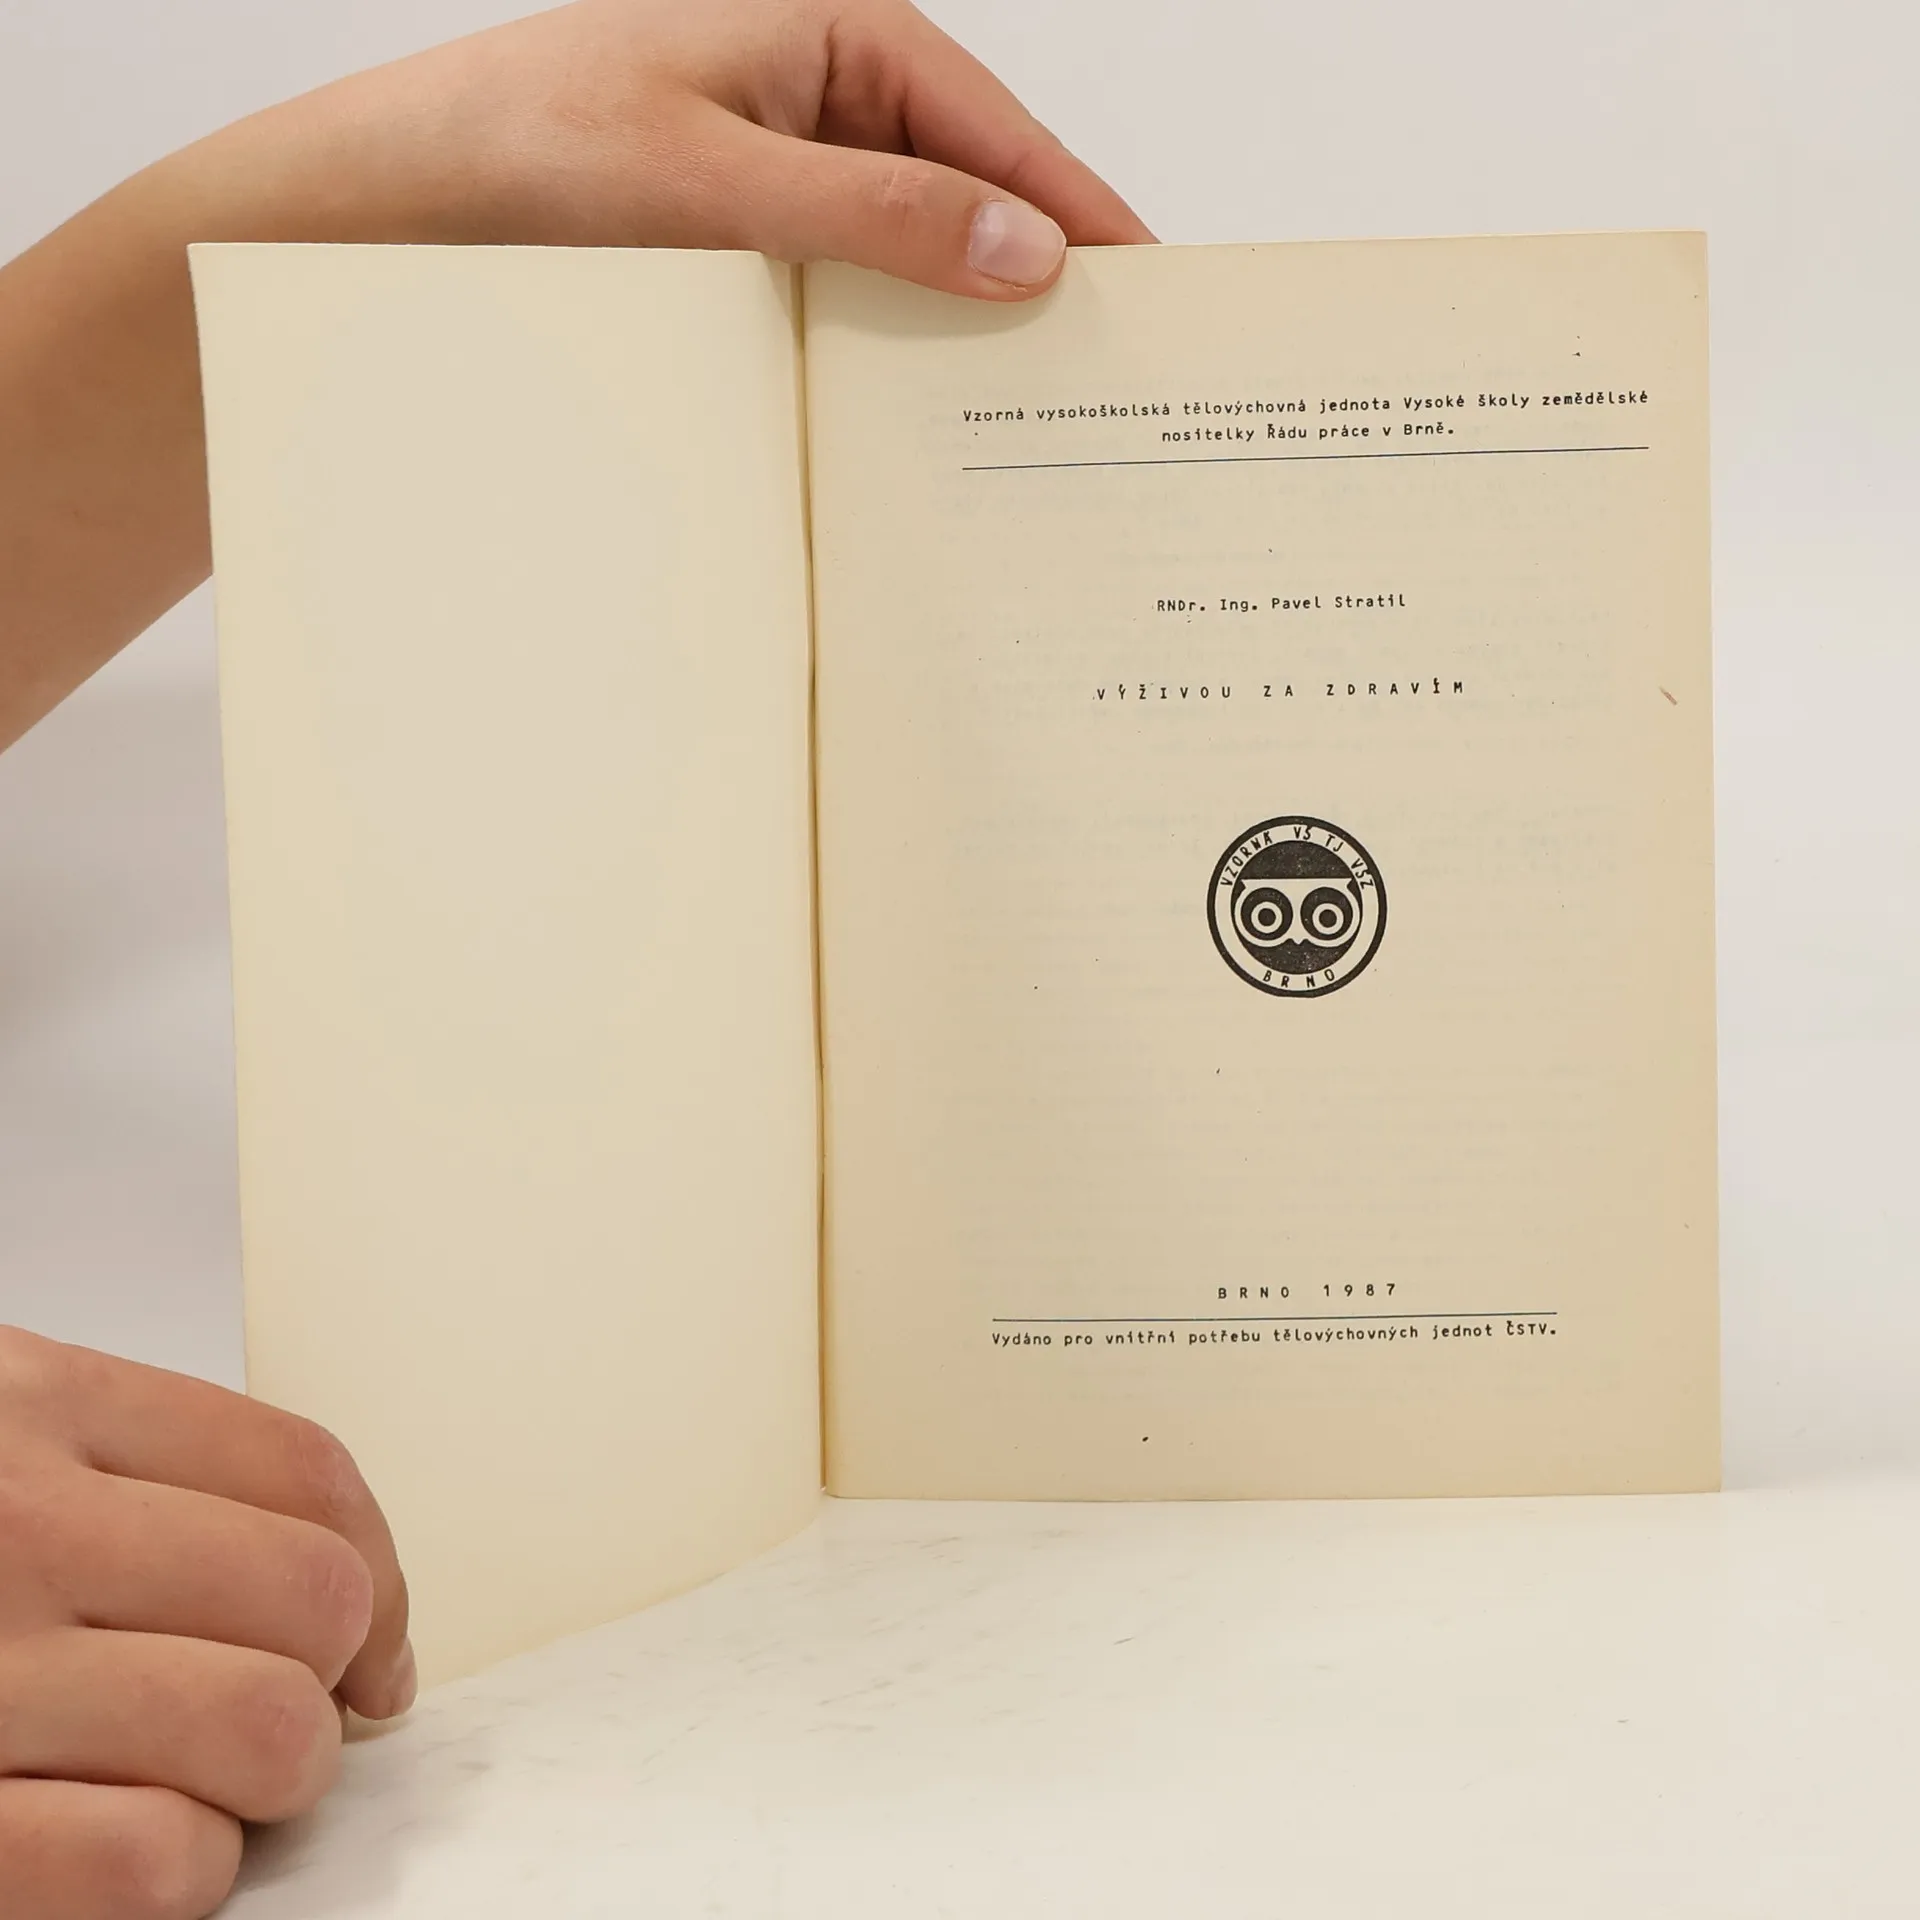 Vzorná vysokoškolská tělovýchovná jednota Vysoké školy zemědělské
nositelky Řádu práce v Brně.
RNDr. Ing. Pavel Stratil
VÝŽIVOU ZA ZDRAVÍM
VZORNÁ VŠ TJ VŠZ
BRNO
BRNO 1987
Vydáno pro vnitřní potřebu tělovýchovných jednot ČSTV.